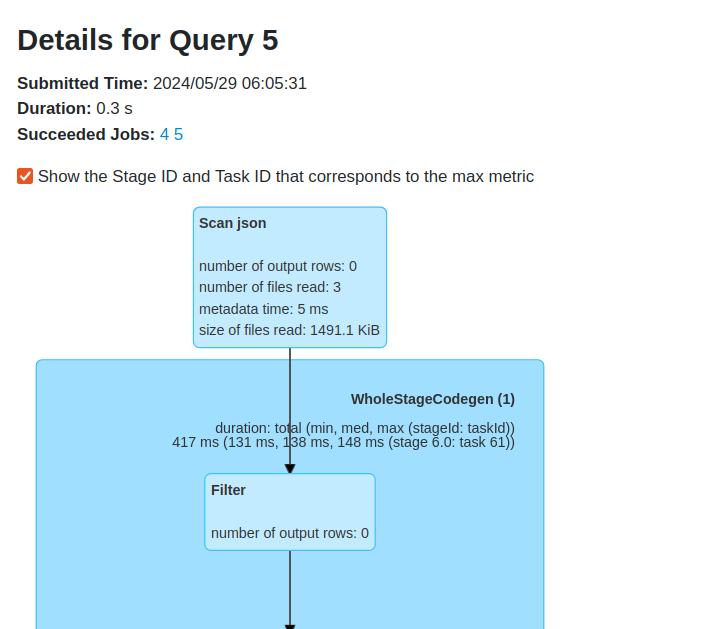 Details for Query 5
Submitted Time: 2024/05/29 06:05:31
Duration: 0.3 s
Succeeded Jobs: 4 5
Show the Stage ID and Task ID that corresponds to the max metric
Scan json
number of output rows: 0
number of files read: 3
metadata time: 5 ms
size of files read: 1491.1 KiB
WholeStageCodegen (1)
duration: total (min, med, max (stageId: taskId))
417 ms (131 ms, 138 ms, 148 ms (stage 6.0: task 61))
Filter
number of output rows: 0